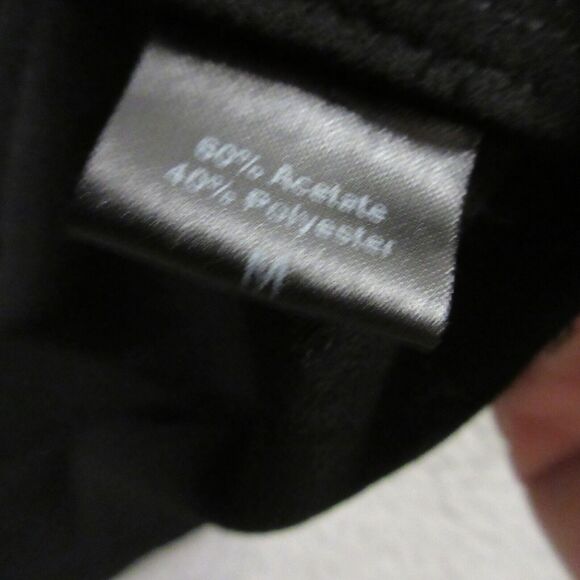 60% Acetate
40% Polyester
M